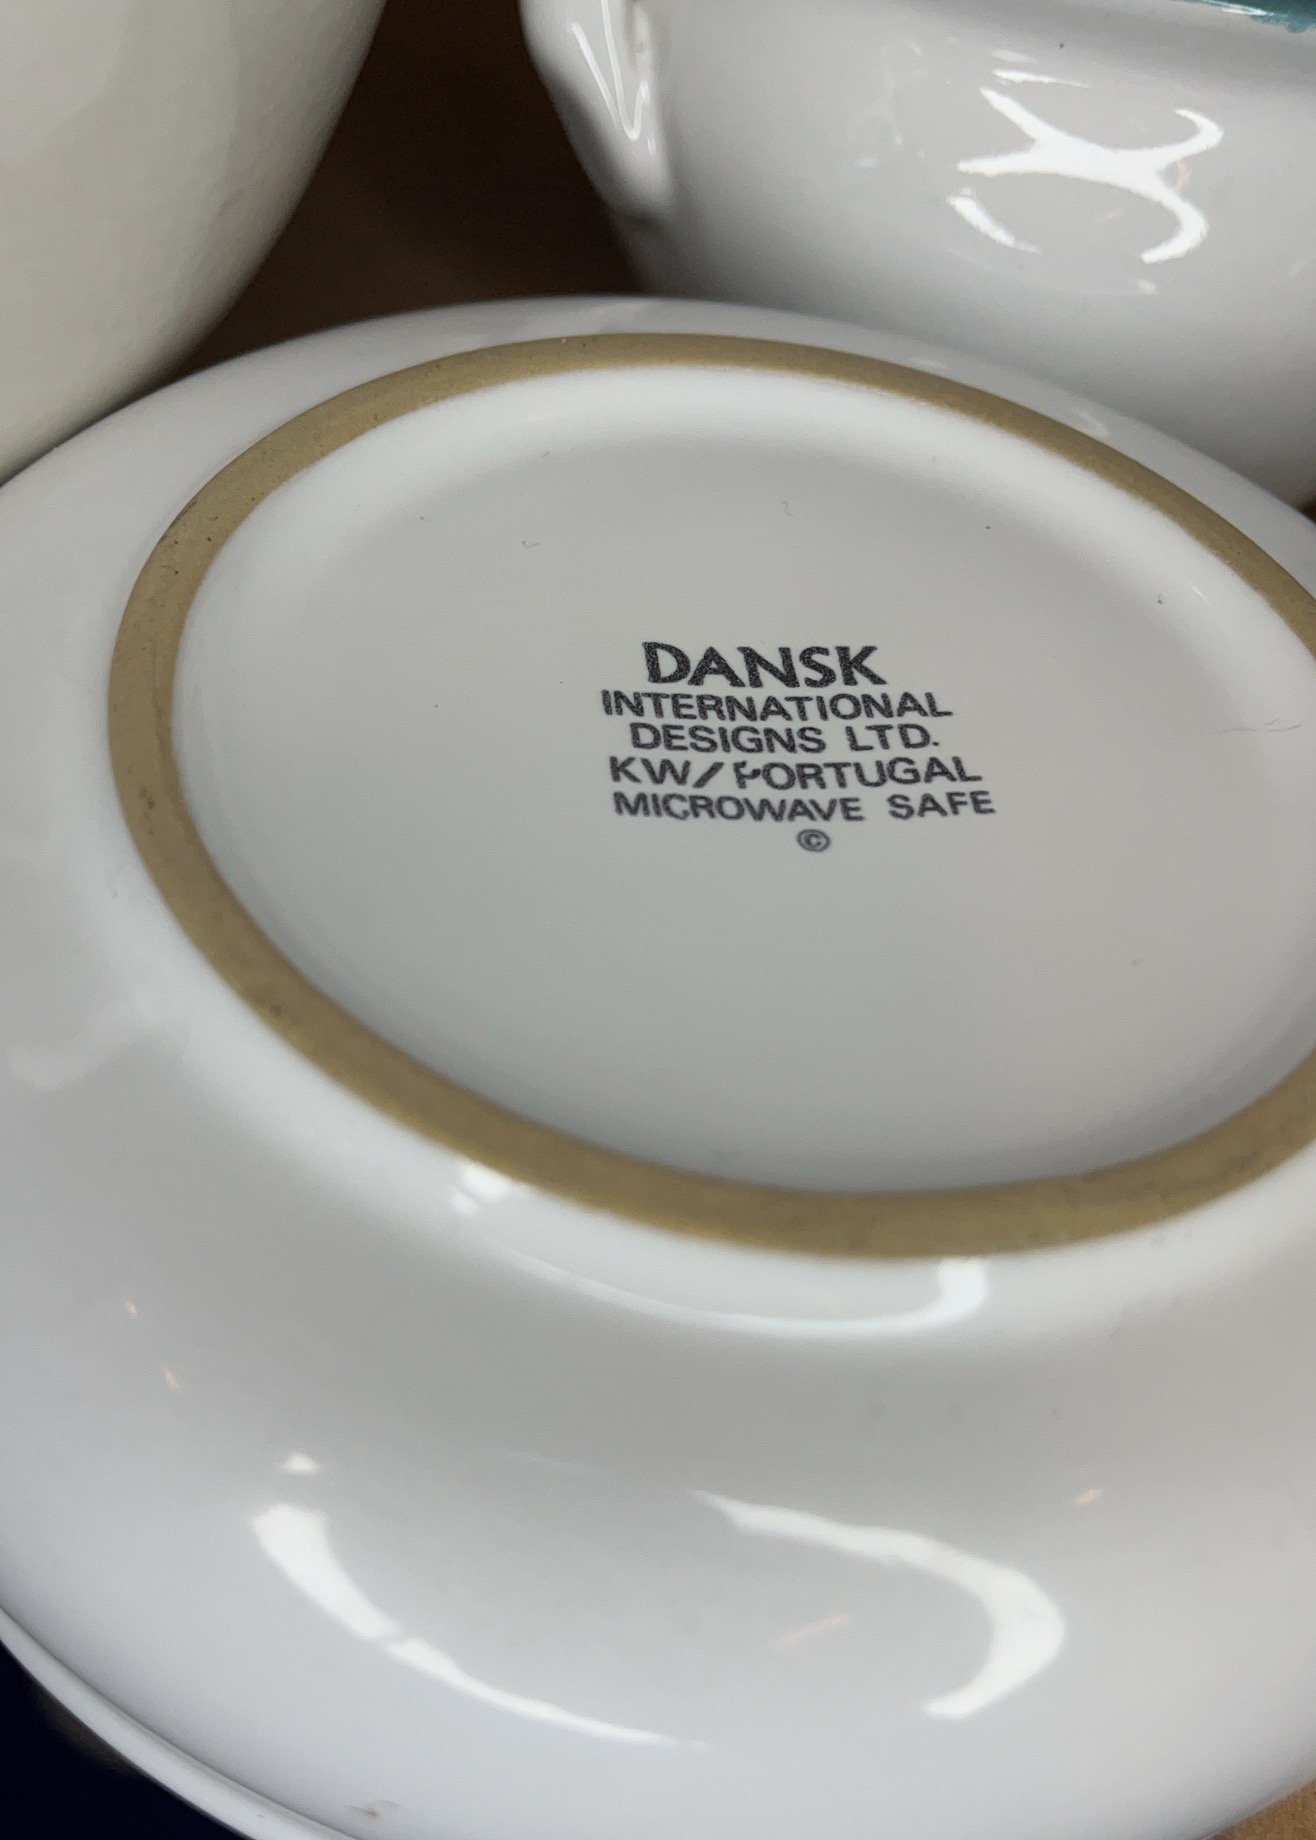 DANSK
INTERNATIONAL
DESIGNS LTD.
KW/PORTUGAL
MICROWAVE SAFE
©